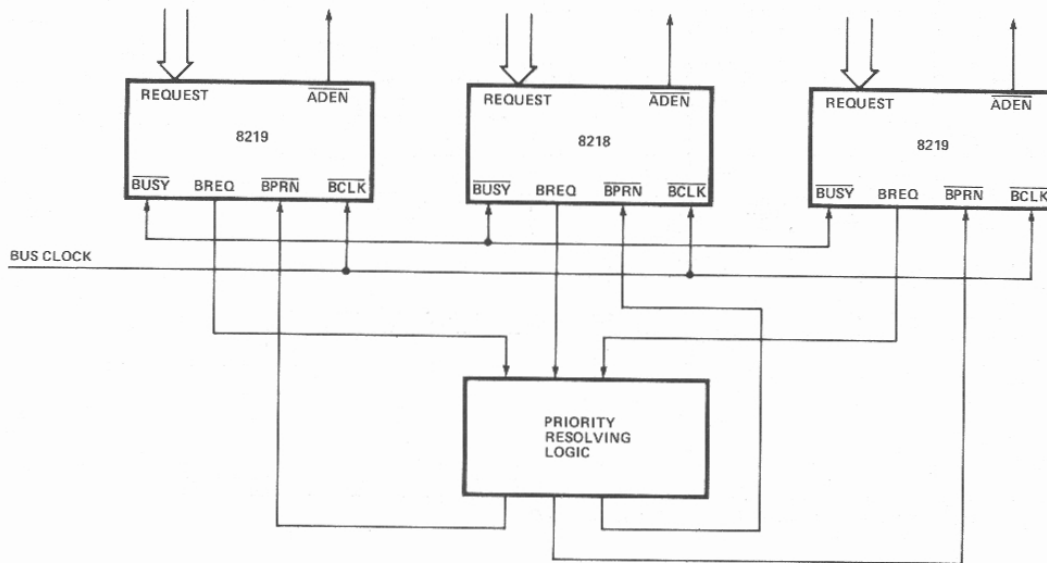 REQUEST
ADEN
8219
BUSY
BREQ
BPRN
BCLK
REQUEST
ADEN
8218
BUSY
BREQ
BPRN
BCLK
REQUEST
ADEN
8219
BUSY
BREQ
BPRN
BCLK
BUS CLOCK
PRIORITY
RESOLVING
LOGIC